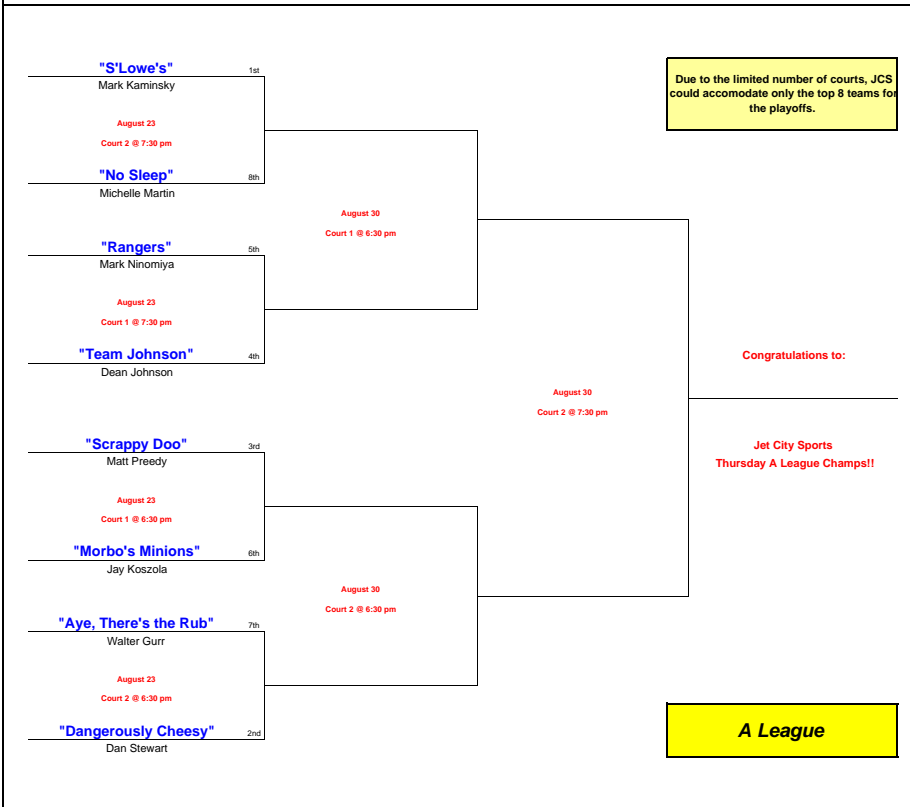 "S'Lowe's" 1st
Mark Kaminsky
August 23
Court 2 @ 7:30 pm
"No Sleep" 8th
Michelle Martin
August 30
Court 1 @ 6:30 pm
"Rangers" 5th
Mark Ninomiya
August 23
Court 1 @ 7:30 pm
"Team Johnson" 4th
Dean Johnson
August 30
Court 2 @ 7:30 pm
"Scrappy Doo" 3rd
Matt Preedy
August 23
Court 1 @ 6:30 pm
"Morbo's Minions" 6th
Jay Koszola
August 30
Court 2 @ 6:30 pm
"Aye, There's the Rub" 7th
Walter Gurr
August 23
Court 2 @ 6:30 pm
"Dangerously Cheesy" 2nd
Dan Stewart
Due to the limited number of courts, JCS
could accomodate only the top 8 teams for
the playoffs.
Congratulations to:
Jet City Sports
Thursday A League Champs!!
A League